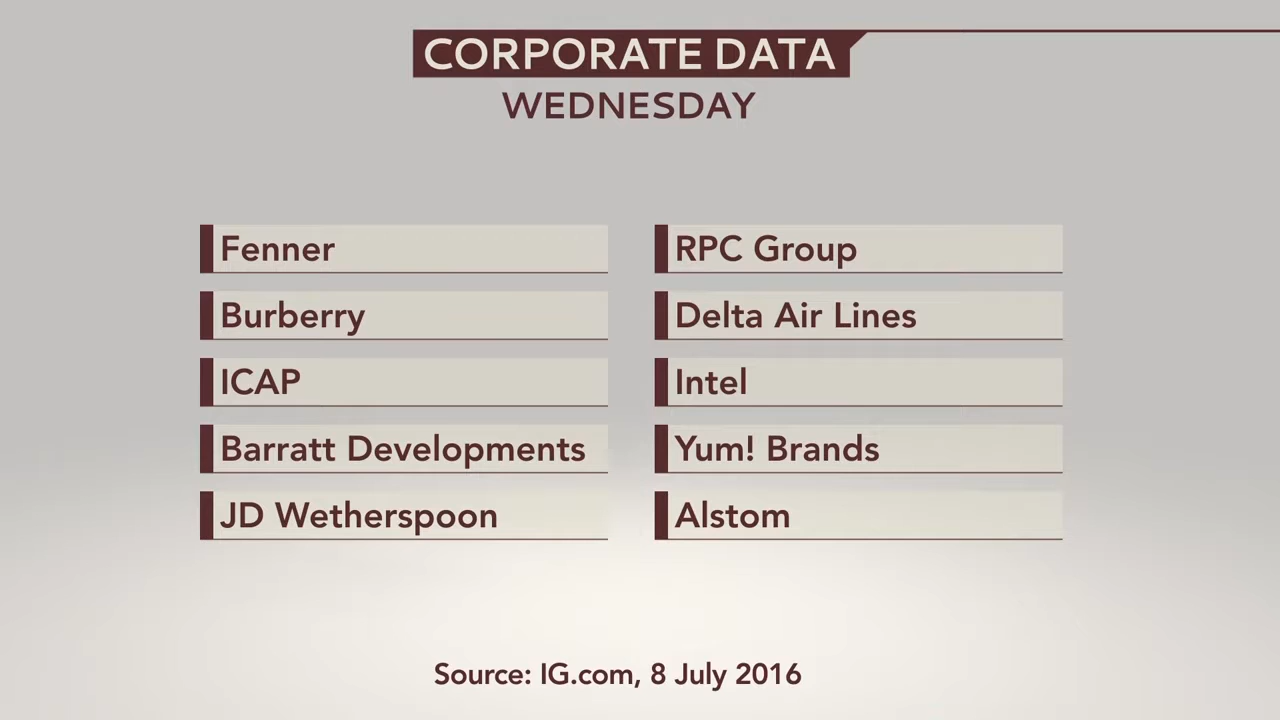 CORPORATE DATA
WEDNESDAY
Fenner
Burberry
ICAP
Barratt Developments
JD Wetherspoon
RPC Group
Delta Air Lines
Intel
Yum! Brands
Alstom
Source: IG.com, 8 July 2016